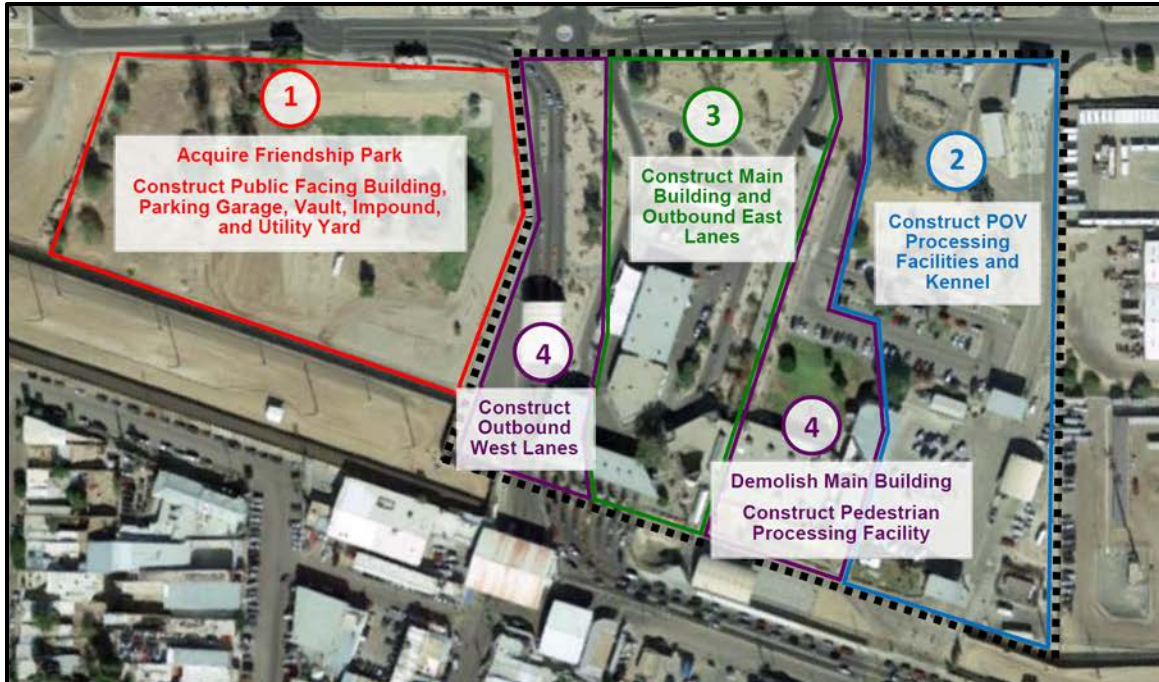 1
Acquire Friendship Park
Construct Public Facing Building,
Parking Garage, Vault, Impound,
and Utility Yard
4
Construct
Outbound
West Lanes
3
Construct Main
Building and
Outbound East
Lanes
4
Demolish Main Building
Construct Pedestrian
Processing Facility
2
Construct POV
Processing
Facilities and
Kennel